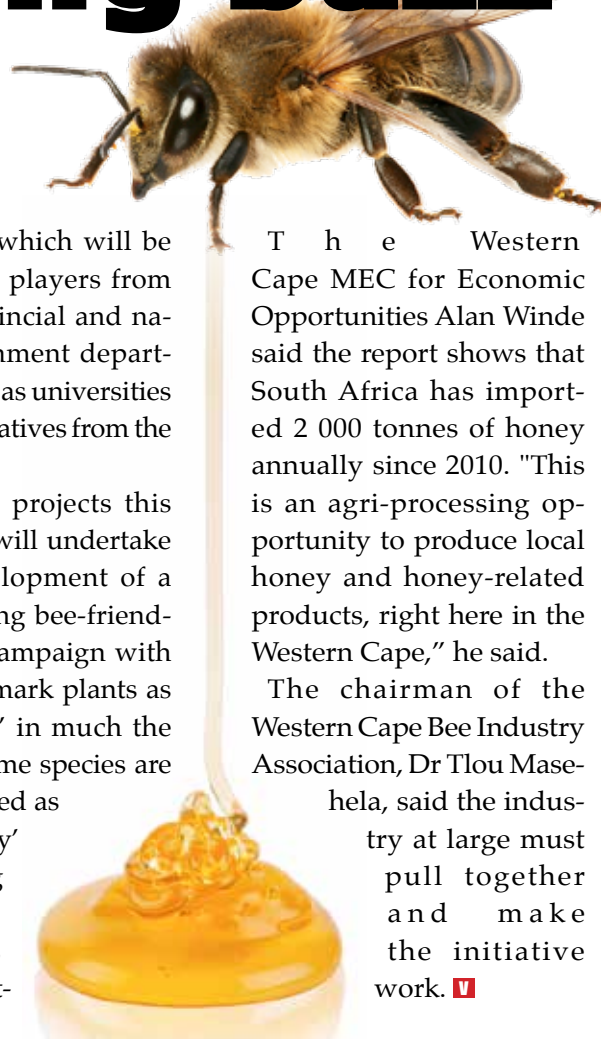 which will be
players from
incial and na-
nment depart-
as universities
atives from the
projects this
will undertake
lopment of a
ng bee-friend-
ampaign with
mark plants as
’ in much the
me species are
ed as
y’
g
t-
The Western
Cape MEC for Economic
Opportunities Alan Winde
said the report shows that
South Africa has import-
ed 2 000 tonnes of honey
annually since 2010. "This
is an agri-processing op-
portunity to produce local
honey and honey-related
products, right here in the
Western Cape,” he said.
The chairman of the
Western Cape Bee Industry
Association, Dr Tlou Mase-
hela, said the indus-
try at large must
pull together
and make
the initiative
work. V